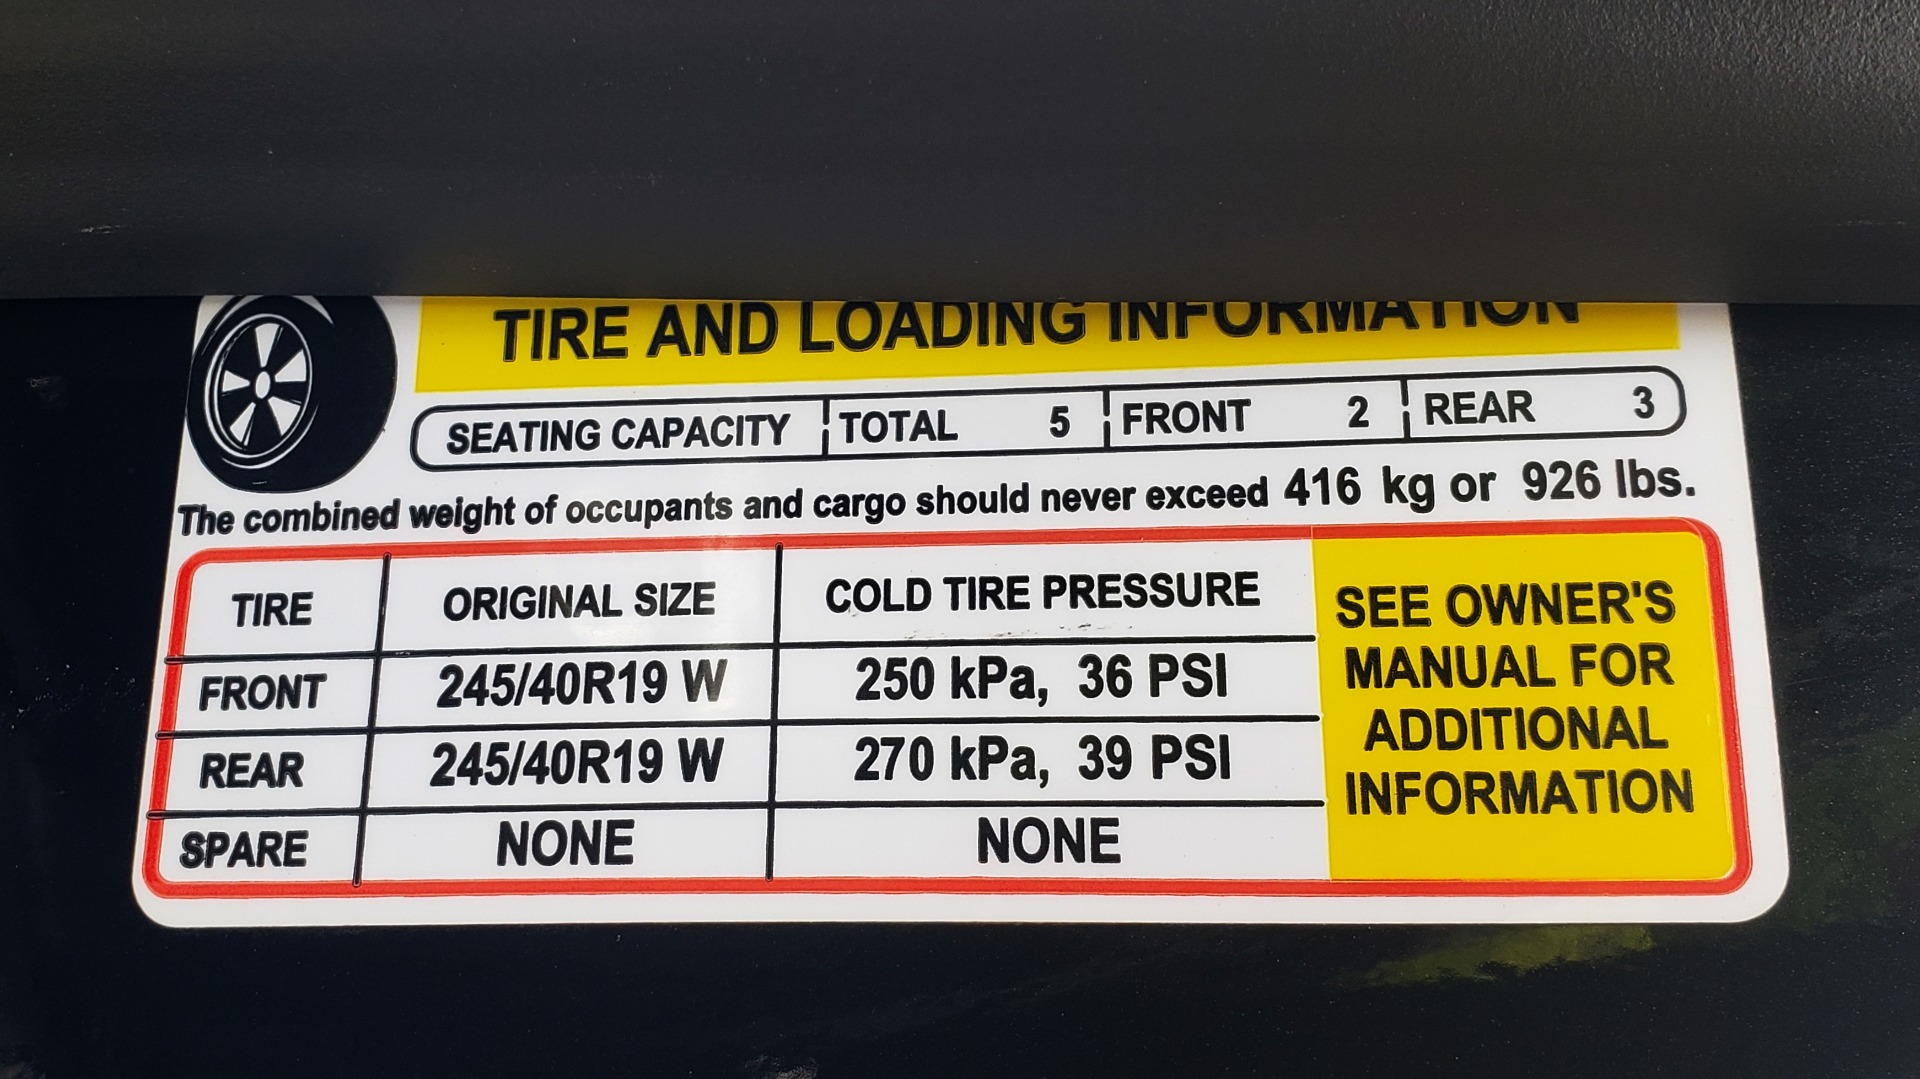 TIRE AND LOADING INFORMATION
SEATING CAPACITY TOTAL 5 FRONT 2 REAR 3
The combined weight of occupants and cargo should never exceed 416 kg or 926 lbs.
TIRE ORIGINAL SIZE COLD TIRE PRESSURE
FRONT 245/40R19 W 250 kPa, 36 PSI
REAR 245/40R19 W 270 kPa, 39 PSI
SPARE NONE NONE
SEE OWNER'S
MANUAL FOR
ADDITIONAL
INFORMATION